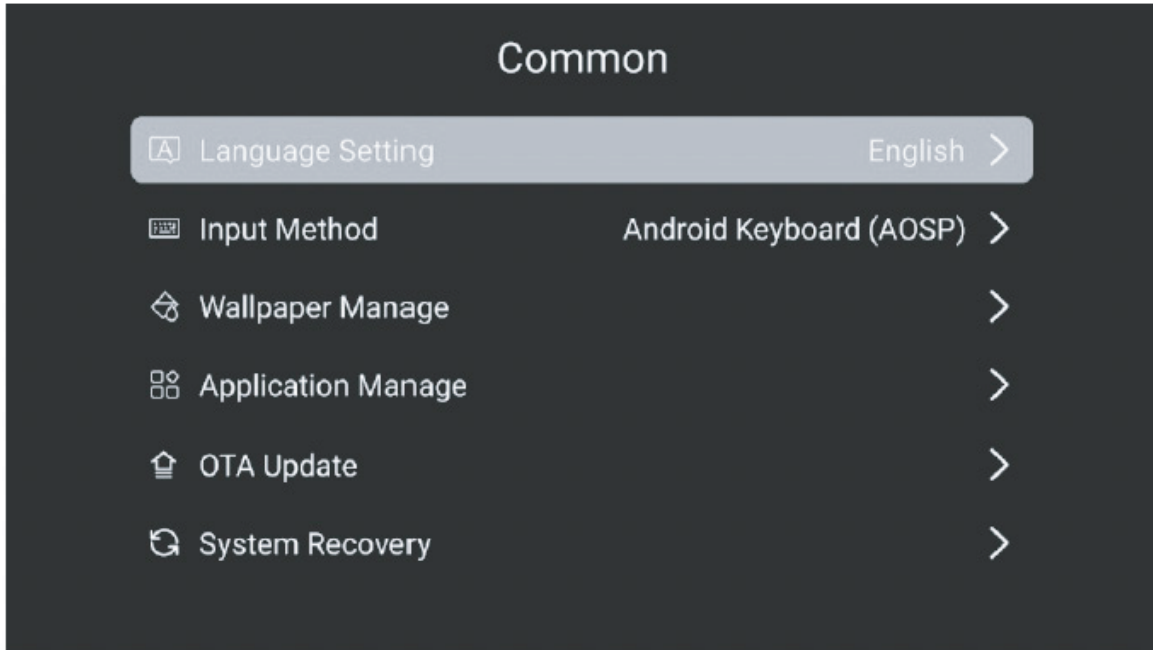 Common
Language Setting English
Input Method Android Keyboard (AOSP)
Wallpaper Manage
Application Manage
OTA Update
System Recovery